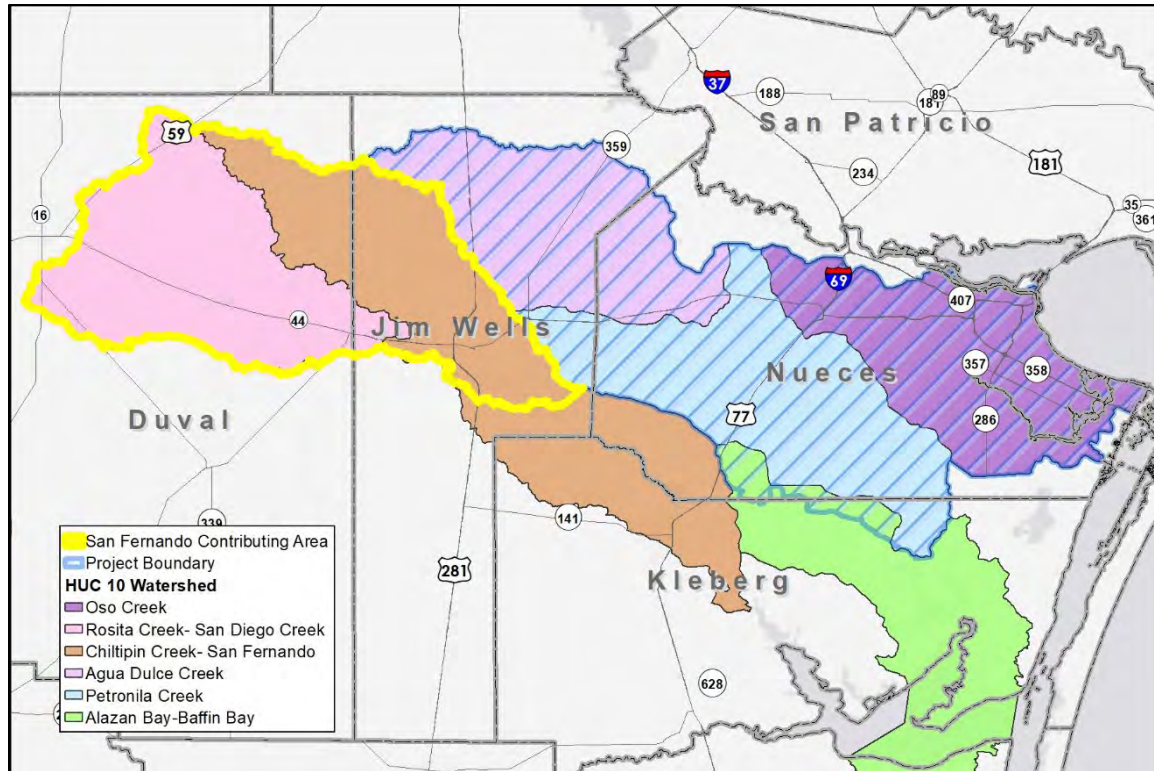 37
188
89
181
San Patricio
59
359
181
234
35
361
16
69
407
44
Jim Wells
357
358
Nueces
286
77
Duval
339
141
281
Kleberg
628
San Fernando Contributing Area
Project Boundary
HUC 10 Watershed
Oso Creek
Rosita Creek- San Diego Creek
Chiltipin Creek- San Fernando
Agua Dulce Creek
Petronila Creek
Alazan Bay-Baffin Bay